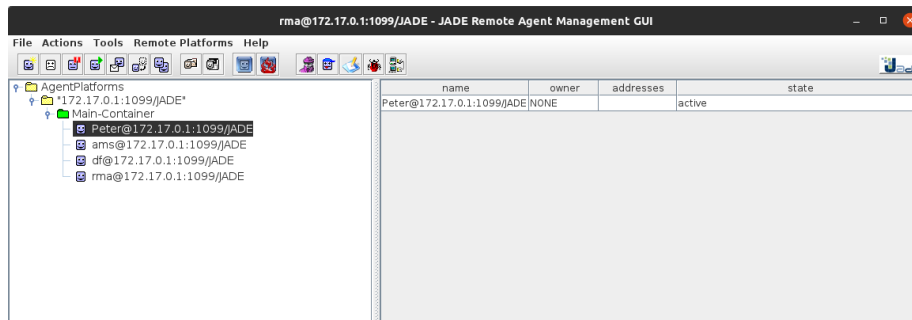 rma@172.17.0.1:1099/JADE - JADE Remote Agent Management GUI
File Actions Tools Remote Platforms Help
AgentPlatforms
"172.17.0.1:1099/JADE"
Main-Container
Peter@172.17.0.1:1099/JADE
ams@172.17.0.1:1099/JADE
df@172.17.0.1:1099/JADE
rma@172.17.0.1:1099/JADE
name owner addresses state
Peter@172.17.0.1:1099/JADE NONE active